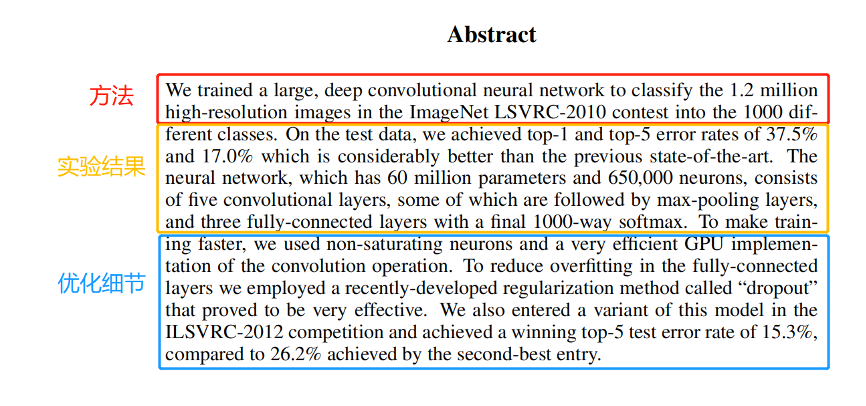 Abstract
方法
We trained a large, deep convolutional neural network to classify the 1.2 million
high-resolution images in the ImageNet LSVRC-2010 contest into the 1000 dif-
ferent classes. On the test data, we achieved top-1 and top-5 error rates of 37.5%
实验结果
and 17.0% which is considerably better than the previous state-of-the-art. The
neural network, which has 60 million parameters and 650,000 neurons, consists
of five convolutional layers, some of which are followed by max-pooling layers,
and three fully-connected layers with a final 1000-way softmax. To make train-
ing faster, we used non-saturating neurons and a very efficient GPU implemen-
tation of the convolution operation. To reduce overfitting in the fully-connected
优化细节
layers we employed a recently-developed regularization method called “dropout”
that proved to be very effective. We also entered a variant of this model in the
ILSVRC-2012 competition and achieved a winning top-5 test error rate of 15.3%,
compared to 26.2% achieved by the second-best entry.